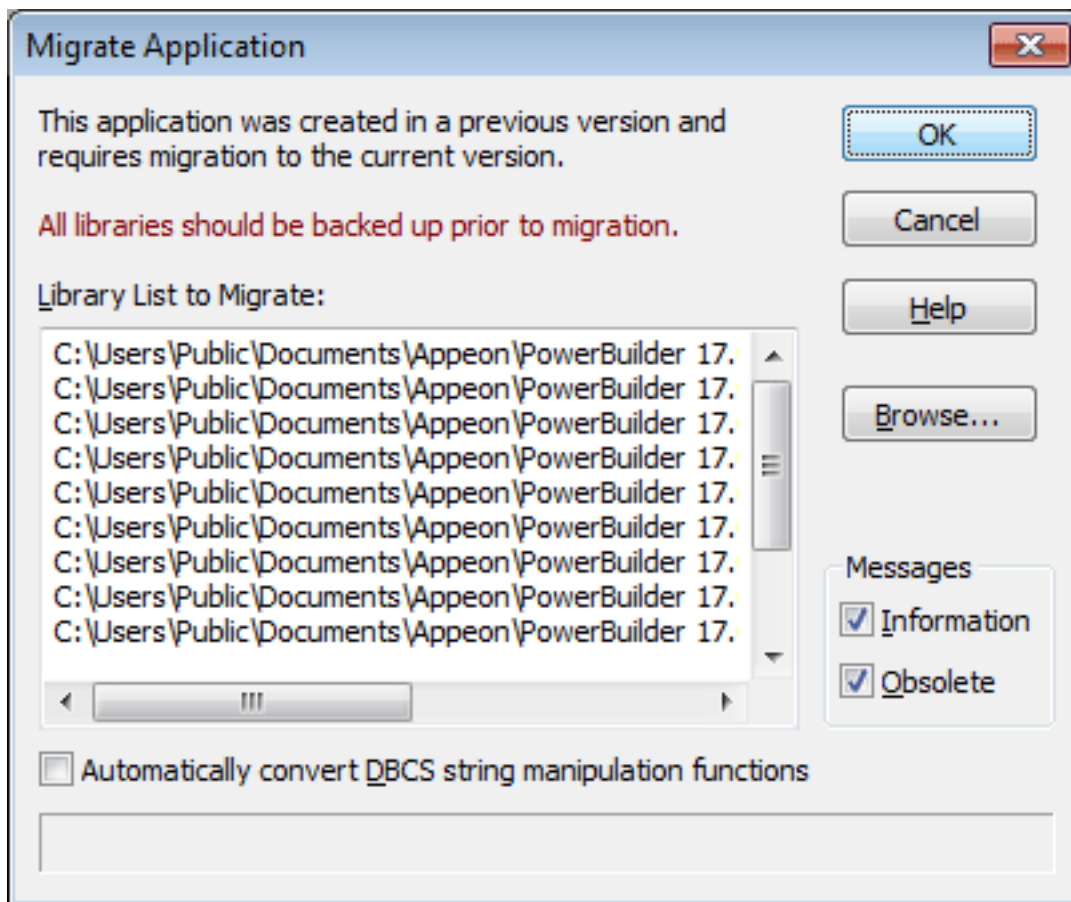 Migrate Application
This application was created in a previous version and
requires migration to the current version.
All libraries should be backed up prior to migration.
Library List to Migrate:
C:\Users\Public\Documents\Appeon\PowerBuilder 17.
C:\Users\Public\Documents\Appeon\PowerBuilder 17.
C:\Users\Public\Documents\Appeon\PowerBuilder 17.
C:\Users\Public\Documents\Appeon\PowerBuilder 17.
C:\Users\Public\Documents\Appeon\PowerBuilder 17.
C:\Users\Public\Documents\Appeon\PowerBuilder 17.
C:\Users\Public\Documents\Appeon\PowerBuilder 17.
C:\Users\Public\Documents\Appeon\PowerBuilder 17.
C:\Users\Public\Documents\Appeon\PowerBuilder 17.
OK
Cancel
Help
Browse...
Messages
Information
Obsolete
Automatically convert DBCS string manipulation functions